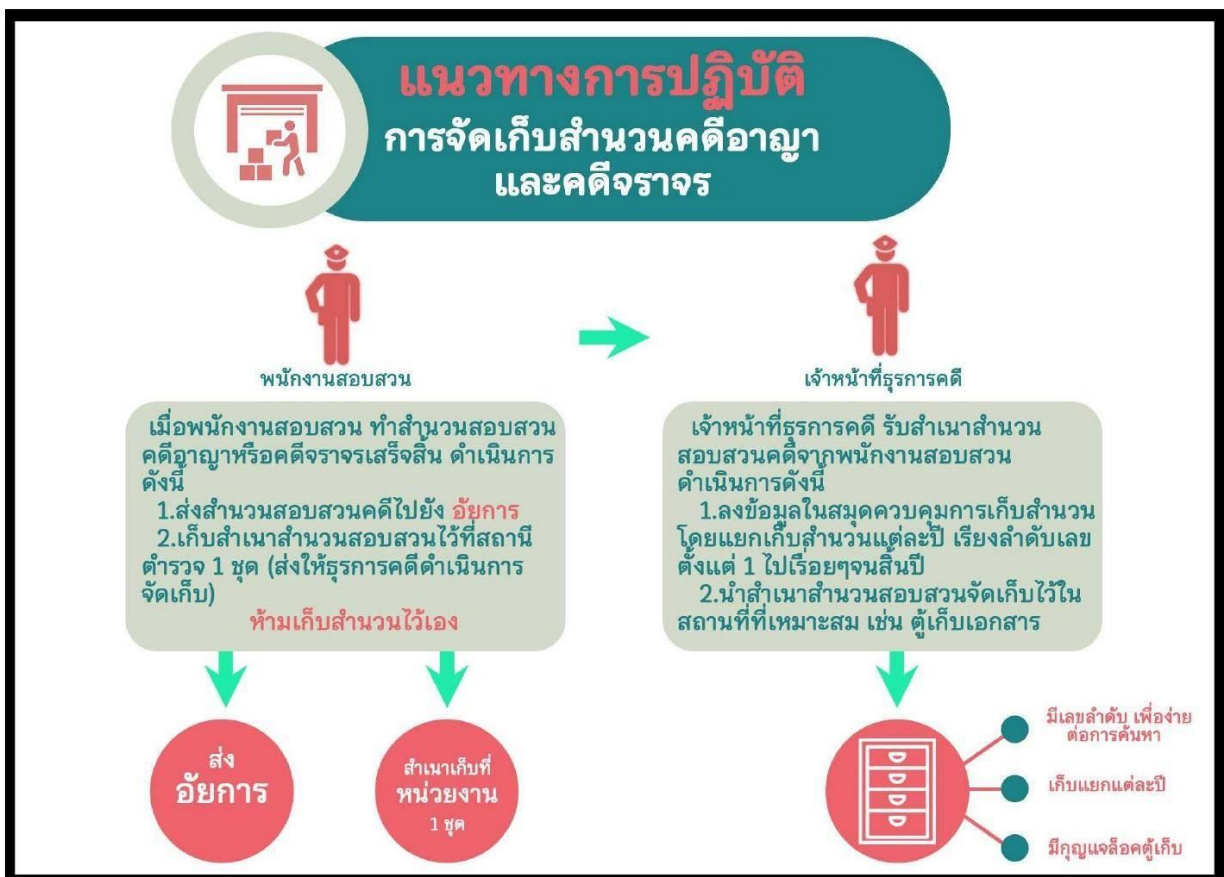 แนวทางการปฏิบัติ
การจัดเก็บสำนวนคดีอาญา
และคดีจราจร
พนักงานสอบสวน
เมื่อพนักงานสอบสวน ทำสำนวนสอบสวน
คดีอาญาหรือคดีจราจรเสร็จสิ้น ดำเนินการ
ดังนี้
1.ส่งสำนวนสอบสวนคดีไปยัง อัยการ
2.เก็บสำเนาสำนวนสอบสวนไว้ที่สถานี
ตำรวจ 1 ชุด (ส่งให้ธุรการคดีดำเนินการ
จัดเก็บ)
ห้ามเก็บสำนวนไว้เอง
ส่ง
อัยการ
สำเนาเก็บที่
หน่วยงาน
1 ชุด
เจ้าหน้าที่ธุรการคดี
เจ้าหน้าที่ธุรการคดี รับสำเนาสำนวน
สอบสวนคดีจากพนักงานสอบสวน
ดำเนินการดังนี้
1.ลงข้อมูลในสมุดควบคุมการเก็บสำนวน
โดยแยกเก็บสำนวนแต่ละปี เรียงลำดับเลข
ตั้งแต่ 1 ไปเรื่อยๆจนสิ้นปี
2.นำสำเนาสำนวนสอบสวนจัดเก็บไว้ใน
สถานที่ที่เหมาะสม เช่น ตู้เก็บเอกสาร
มีเลขลำดับ เพื่อง่าย
ต่อการค้นหา
เก็บแยกแต่ละปี
มีกุญแจล็อคตู้เก็บ